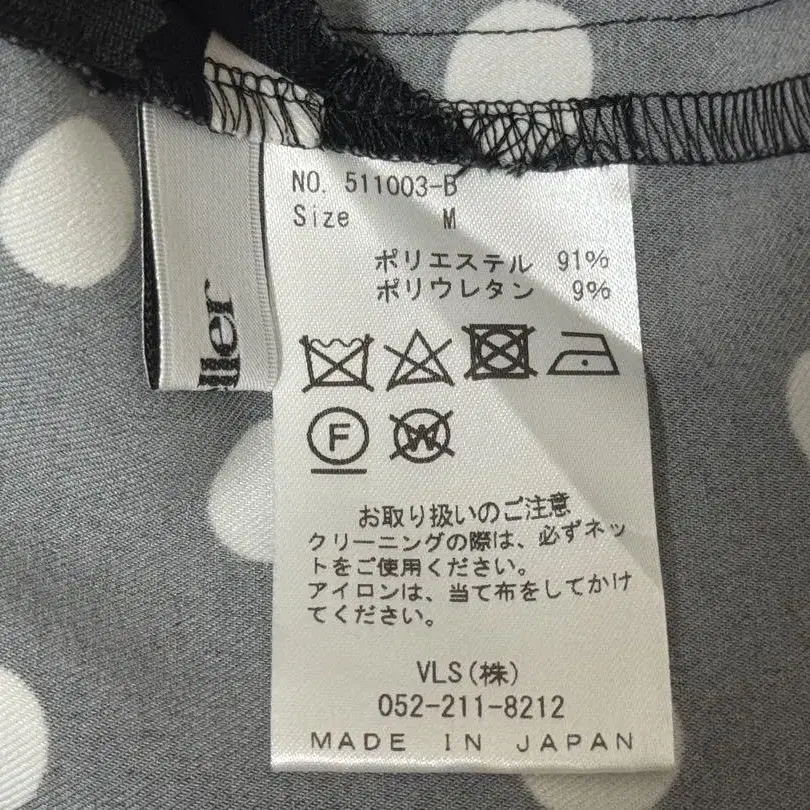 ller
NO. 511003-B
Size M
ポリエステル 91%
ポリウレタン 9%
F
W
お取り扱いのご注意
クリーニングの際は、必ずネッ
トをご使用ください。
アイロンは、当て布をしてかけ
てください。
VLS(株)
052-211-8212
MADE IN JAPAN